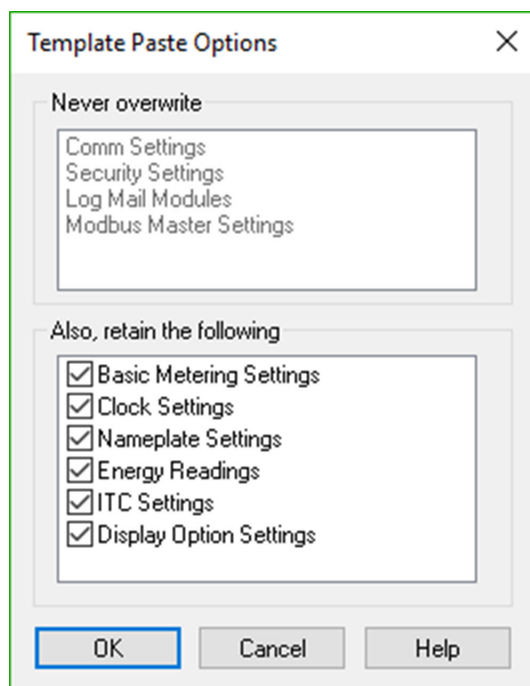 Template Paste Options
Never overwrite
Comm Settings
Security Settings
Log Mail Modules
Modbus Master Settings
Also, retain the following
Basic Metering Settings
Clock Settings
Nameplate Settings
Energy Readings
ITC Settings
Display Option Settings
OK Cancel Help